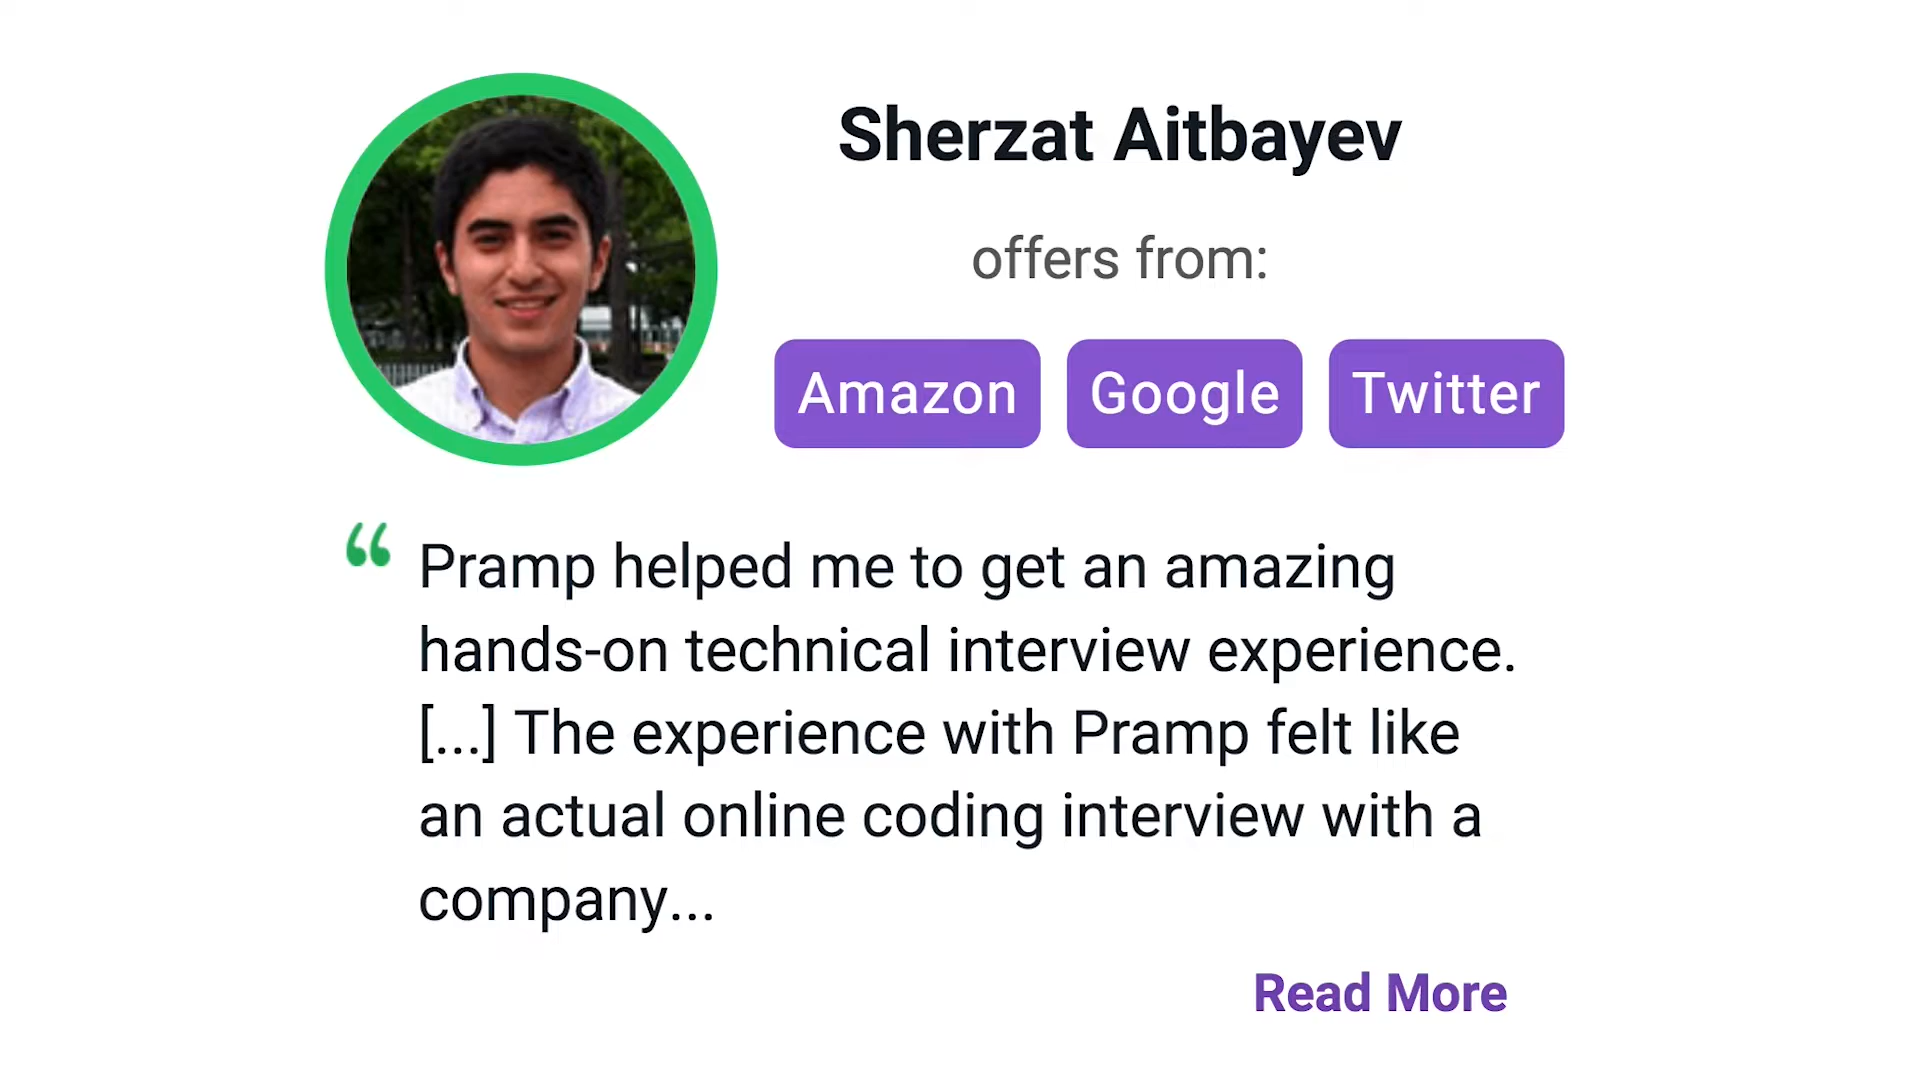 Sherzat Aitbayev
offers from:
Amazon Google Twitter
“ Pramp helped me to get an amazing
hands-on technical interview experience.
[...] The experience with Pramp felt like
an actual online coding interview with a
company...
Read More